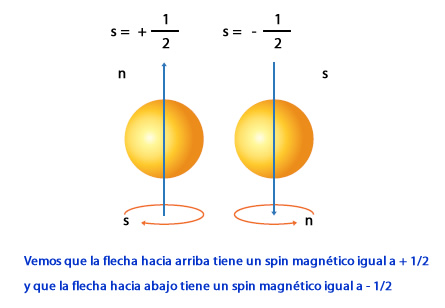 s = + 1/2
s = - 1/2
n
s
s
n
Vemos que la flecha hacia arriba tiene un spin magnético igual a + 1/2
y que la flecha hacia abajo tiene un spin magnético igual a - 1/2